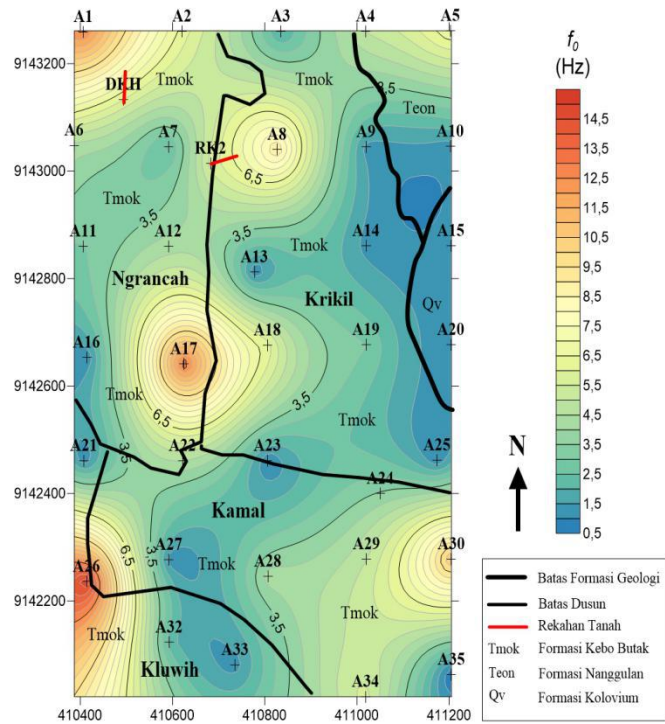 A1 A2 A3 A4 A5
f₀
(Hz)
9143200
DKH
Tmok
Tmok
3,5
Teon
A6 A7 RK2 A8 A9 A10
9143000
6,5
Tmok
3,5
A11 A12 3,5 Tmok A14 A15
A13
Ngrancah
Krikil
9142800
Qv
A16 A17 A18 A19 A20
9142600
3,5
Tmok
6,5
Tmok
A21 3,5 A22 A23 A25
A24
9142400
Kamal
6,5 3,5 A27 A28 A29 A30
Tmok
A26
9142200
3,5
Tmok
Tmok
A32 A33 A34 A35
Kluwih
410400 410600 410800 411000 411200
14,5
13,5
12,5
11,5
10,5
9,5
8,5
7,5
6,5
5,5
4,5
3,5
2,5
1,5
0,5
N
Batas Formasi Geologi
Batas Dusun
Rekahan Tanah
Tmok Formasi Kebo Butak
Teon Formasi Nanggulan
Qv Formasi Kolovium